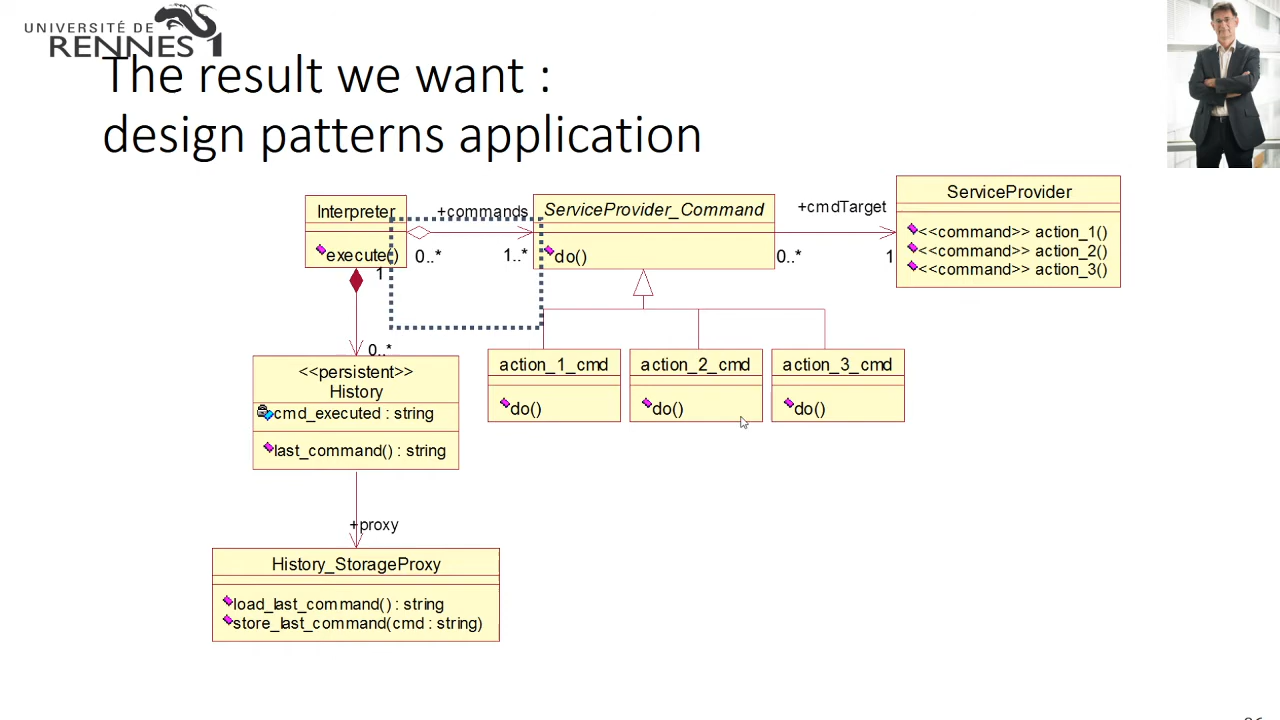 UNIVERSITÉ DE
RENNES 1
The result we want :
design patterns application
Interpreter
execute()
+commands
0..*
1..*
ServiceProvider_Command
do()
+cmdTarget
0..*
1
ServiceProvider
<<command>> action_1()
<<command>> action_2()
<<command>> action_3()
1
0..*
<<persistent>>
History
cmd_executed : string
last_command() : string
action_1_cmd
do()
action_2_cmd
do()
action_3_cmd
do()
+proxy
History_StorageProxy
load_last_command() : string
store_last_command(cmd : string)